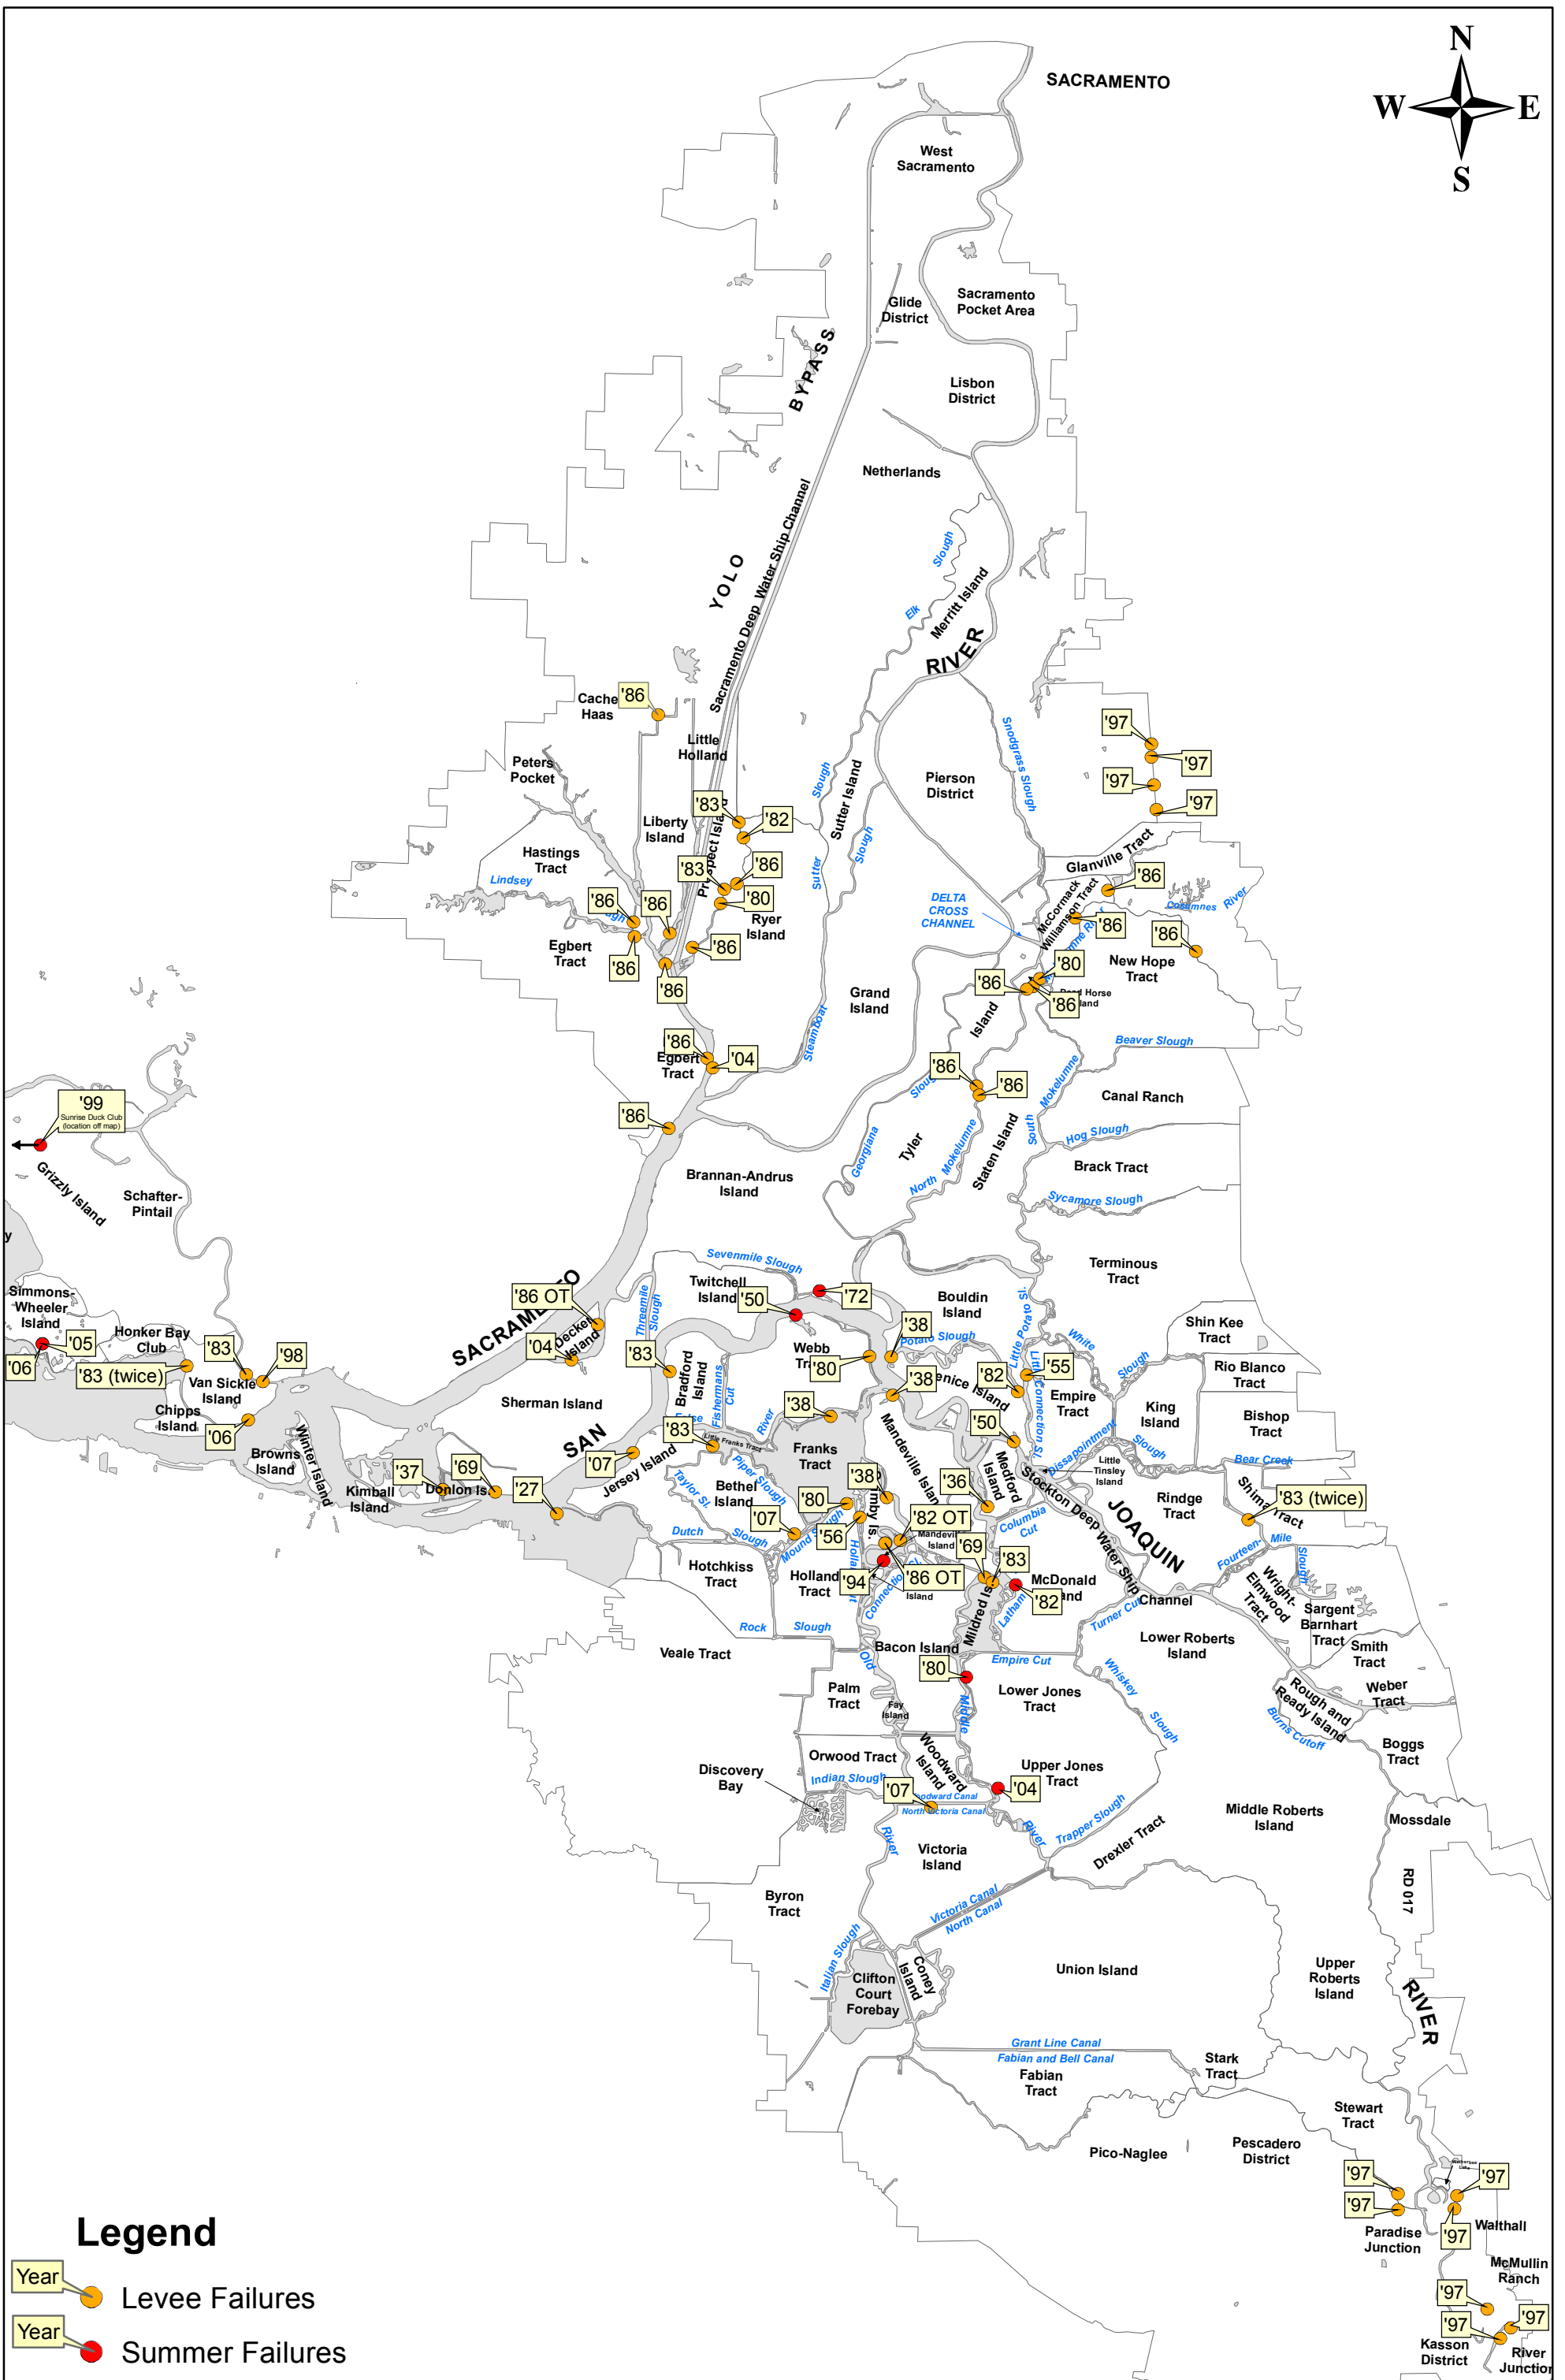 N
W E
S
SACRAMENTO
West
Sacramento
Glide
District
Sacramento
Pocket Area
YOLO BYPASS
Lisbon
District
Netherlands
Sacramento Deep Water Ship Channel
Elk Slough
Merritt Island
RIVER
Cache
Haas
'86
Little
Holland
Peters
Pocket
Snodgrass Slough
'97
'97
'97
'97
Pierson
District
Sutter Island
Sutter Slough
Steamboat Slough
'83
'82
Liberty
Island
Hastings
Tract
Lindsey
'83
'86
'80
'86
'86
'86
'86
'86
Ryer
Island
Egbert
Tract
Glanville Tract
McCormack
Williamson Tract
'86
Cosumnes River
DELTA
CROSS
CHANNEL
'86
'86
New Hope
Tract
'80
'86
'86
Grand
Island
'86
'04
Egbert
Tract
'86
'86
'86
Beaver Slough
Canal Ranch
Hog Slough
Brack Tract
Sycamore Slough
South Mokelumne
North Mokelumne
Staten Island
Tyler Island
Georgiana
'99
Sunrise Duck Club
(location off map)
Grizzly Island
Schafter-
Pintail
Brannan-Andrus
Island
Terminous
Tract
Sevenmile Slough
Threemile
Slough
Twitchell
Island
'50
'72
Bouldin
Island
Simmons-
Wheeler
Island
'05
'06
Honker Bay
Club
'83 (twice)
'83
'98
Van Sickle
Island
Chipps
Island
'06
SACRAMENTO
'86 OT
'04
'83
Webb
'80
'38
Potato Slough
Little Potato Sl.
White Slough
Shin Kee
Tract
Rio Blanco
Tract
'55
'82
Empire
Tract
King
Island
Bishop
Tract
Bradford
Island
Fishermans
Cut
Sherman Island
SAN
'38
'38
River
'83
Little Franks Tract
Franks
Tract
Mandeville Island
'50
Medford
Island
Dissappointment Slough
Little
Tinsley
Island
Bear Creek
Browns
Island
Winter Island
Kimball
Island
'37
'69
Donlon Is.
'27
'07
Jersey Island
Taylor Sl.
Piper Slough
Bethel
Island
'38
'80
'07
'56
'82 OT
'36
Columbia
Cut
Stockton Deep Water Ship Channel
JOAQUIN
Rindge
Tract
'83 (twice)
Fourteen-Mile Slough
Dutch Slough
Mound Slough
Hotchkiss
Tract
Holland
Tract
'94
'86 OT
Island
'69
'83
'82
McDonald
Mildred Is.
Latham
Turner Cut
Wright-
Elmwood
Tract
Sargent
Barnhart
Tract
Smith
Tract
Rock Slough
Veale Tract
Bacon Island
Empire Cut
Lower Roberts
Island
Whiskey Slough
Weber
Tract
Rough and
Ready Island
Burns Cutoff
Boggs
Tract
Old
'80
Lower Jones
Tract
Middle
Palm
Tract
Fay
Island
Orwood Tract
Woodward
Island
Discovery
Bay
Indian Slough
'07
'04
Upper Jones
Tract
North Victoria Canal
Trapper Slough
Drexler Tract
Middle Roberts
Island
Mossdale
Victoria
Island
River
River
Byron
Tract
Victoria Canal
North Canal
RD 017
Italian Slough
Clifton
Court
Forebay
Coney
Island
Union Island
Upper
Roberts
Island
RIVER
Grant Line Canal
Fabian and Bell Canal
Fabian
Tract
Stark
Tract
Stewart
Tract
Pico-Naglee
Pescadero
District
'97
'97
'97
'97
Paradise
Junction
Walthall
McMullin
Ranch
'97
'97
'97
Kasson
District
River
Junction
Legend
Year
Levee Failures
Year
Summer Failures